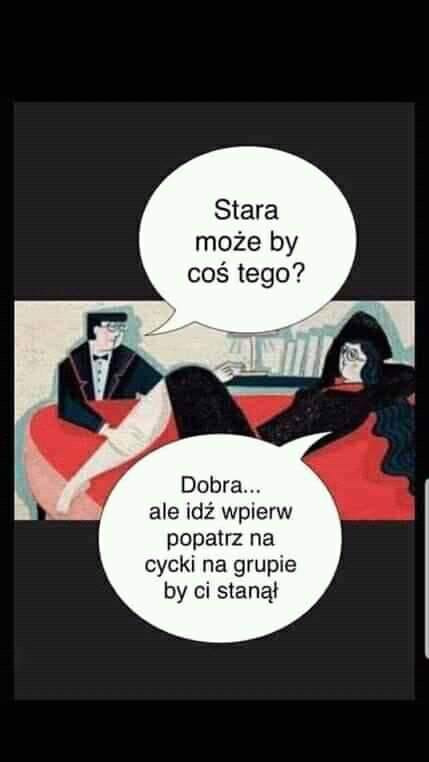 Stara
może by
coś tego?
Dobra...
ale idź wpierw
popatrz na
cycki na grupie
by ci stanął